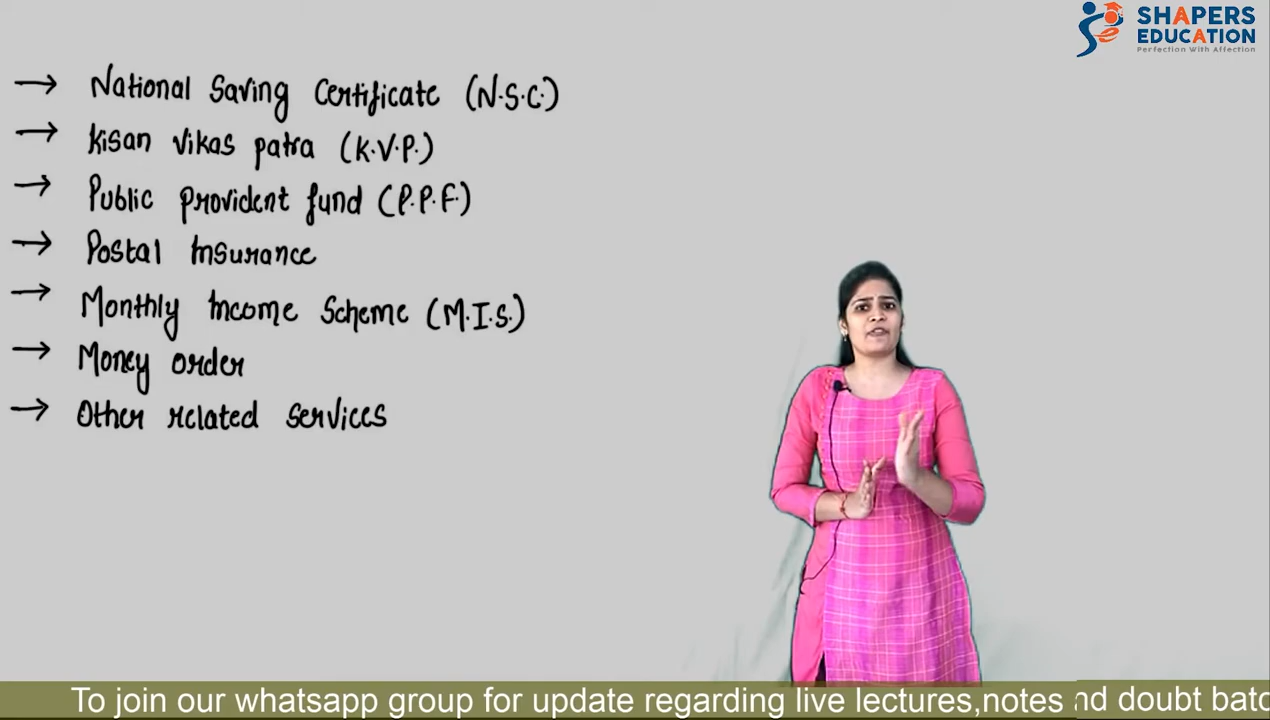 SHAPERS
EDUCATION
Perfection With Affection
→ National Saving Certificate (N.S.C.)
→ Kisan Vikas patra (K.V.P.)
→ Public provident fund (P.P.F.)
→ Postal Insurance
→ Monthly Income Scheme (M.I.S.)
→ Money order
→ Other related services
To join our whatsapp group for update regarding live lectures,notes nd doubt batc